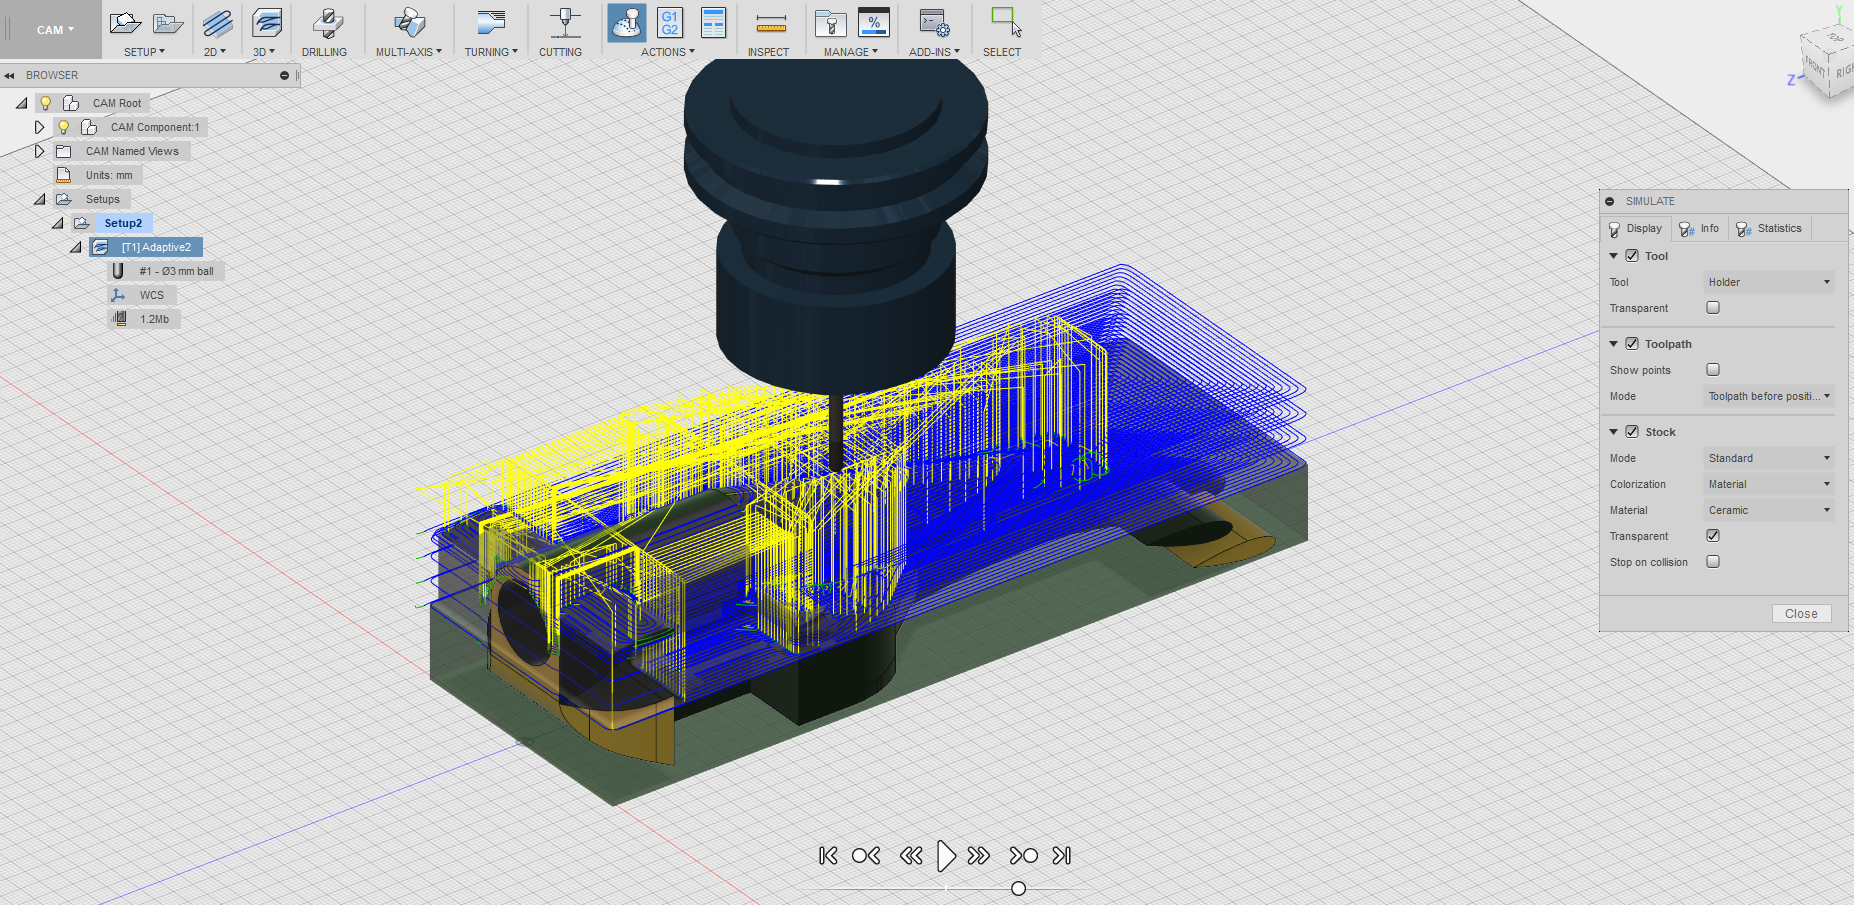 CAM
SETUP
2D
3D
DRILLING
MULTI-AXIS
TURNING
CUTTING
G1
G2
ACTIONS
INSPECT
%
MANAGE
ADD-INS
SELECT
BROWSER
CAM Root
CAM Component:1
CAM Named Views
Units: mm
Setups
Setup2
[T1] Adaptive2
#1 - Ø3 mm ball
WCS
1.2Mb
Y
TOP
FRONT
RIGH
Z
SIMULATE
Display
Info
Statistics
Tool
Tool Holder
Transparent
Toolpath
Show points
Mode Toolpath before positi...
Stock
Mode Standard
Colorization Material
Material Ceramic
Transparent
Stop on collision
Close